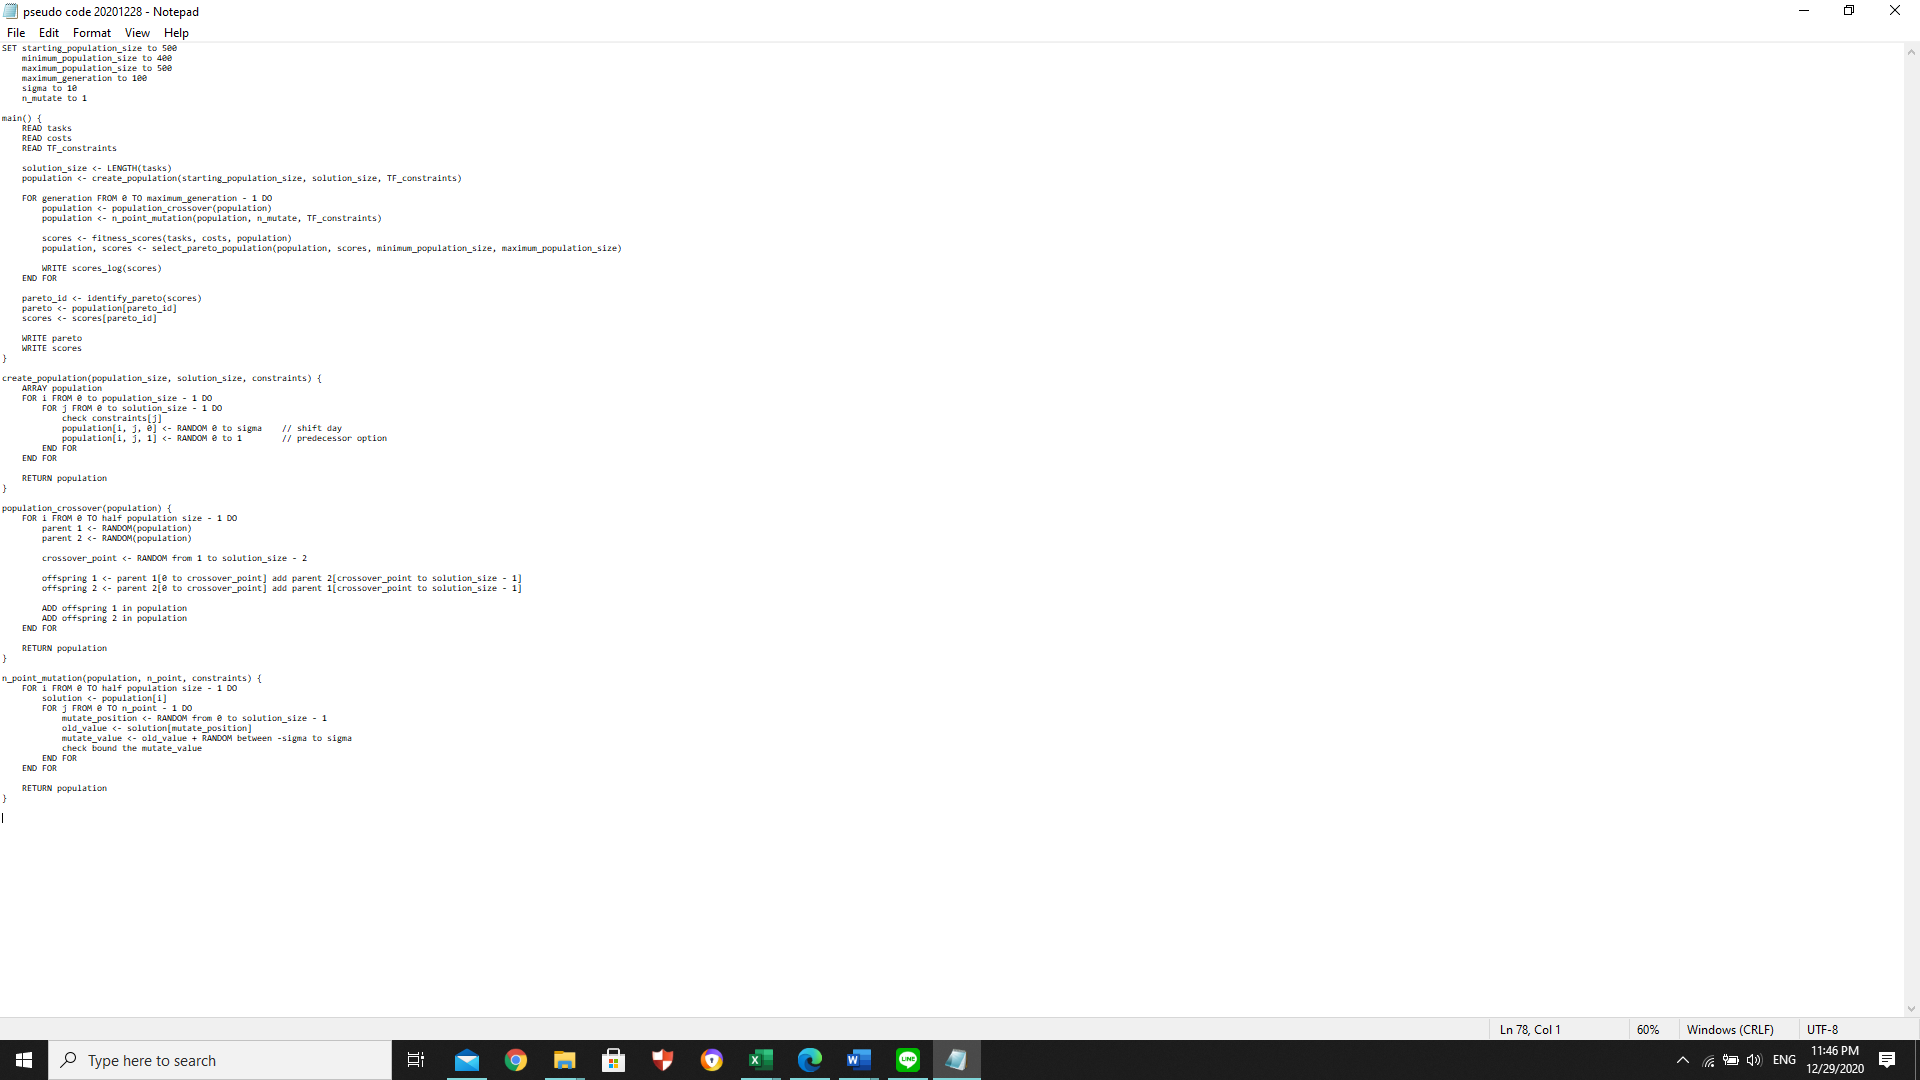 pseudo code 20201228 - Notepad
File Edit Format View Help
SET starting_population_size to 500
minimum_population_size to 400
maximum_population_size to 500
maximum_generation to 100
sigma to 10
n_mutate to 1
main() {
READ tasks
READ costs
READ TF_constraints
solution_size <- LENGTH(tasks)
population <- create_population(starting_population_size, solution_size, TF_constraints)
FOR generation FROM 0 TO maximum_generation - 1 DO
population <- population_crossover(population)
population <- n_point_mutation(population, n_mutate, TF_constraints)
scores <- fitness_scores(tasks, costs, population)
population, scores <- select_pareto_population(population, scores, minimum_population_size, maximum_population_size)
WRITE scores_log(scores)
END FOR
pareto_id <- identify_pareto(scores)
pareto <- population[pareto_id]
scores <- scores[pareto_id]
WRITE pareto
WRITE scores
}
create_population(population_size, solution_size, constraints) {
ARRAY population
FOR i FROM 0 to population_size - 1 DO
FOR j FROM 0 to solution_size - 1 DO
check constraints[j]
population[i, j, 0] <- RANDOM 0 to sigma // shift day
population[i, j, 1] <- RANDOM 0 to 1 // predecessor option
END FOR
END FOR
RETURN population
}
population_crossover(population) {
FOR i FROM 0 TO half population size - 1 DO
parent 1 <- RANDOM(population)
parent 2 <- RANDOM(population)
crossover_point <- RANDOM from 1 to solution_size - 2
offspring 1 <- parent 1[0 to crossover_point] add parent 2[crossover_point to solution_size - 1]
offspring 2 <- parent 2[0 to crossover_point] add parent 1[crossover_point to solution_size - 1]
ADD offspring 1 in population
ADD offspring 2 in population
END FOR
RETURN population
}
n_point_mutation(population, n_point, constraints) {
FOR i FROM 0 TO half population size - 1 DO
solution <- population[i]
FOR j FROM 0 TO n_point - 1 DO
mutate_position <- RANDOM from 0 to solution_size - 1
old_value <- solution[mutate_position]
mutate_value <- old_value + RANDOM between -sigma to sigma
check bound the mutate_value
END FOR
END FOR
RETURN population
}
Ln 78, Col 1 60% Windows (CRLF) UTF-8
Type here to search
LINE
ENG
11:46 PM
12/29/2020